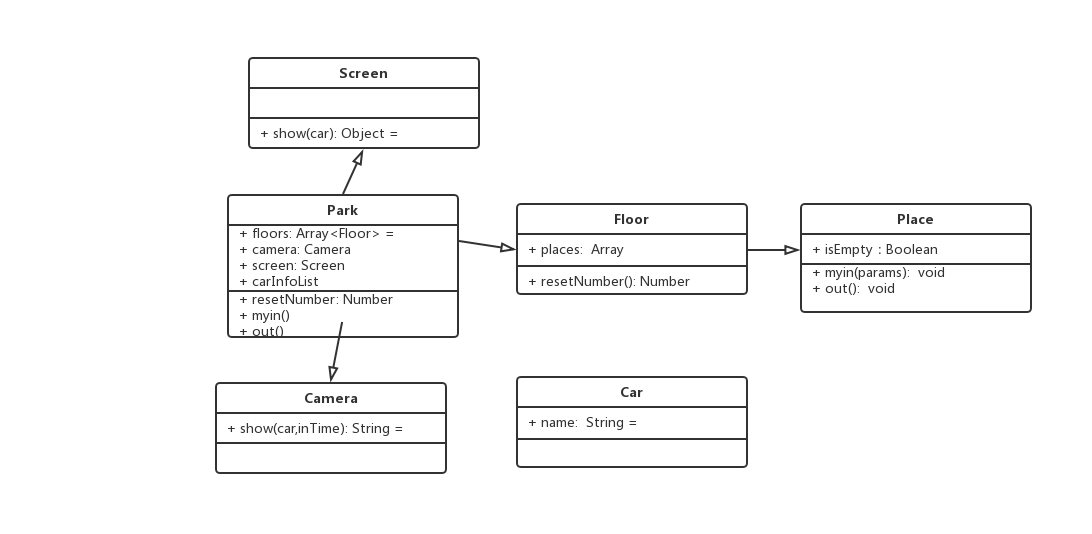 Screen
+ show(car): Object =
Park
+ floors: Array<Floor> =
+ camera: Camera
+ screen: Screen
+ carInfoList
+ resetNumber: Number
+ myin()
+ out()
Floor
+ places:  Array
+ resetNumber(): Number
Place
+ isEmpty : Boolean
+ myin(params):  void
+ out():  void
Camera
+ show(car,inTime): String =
Car
+ name:  String =